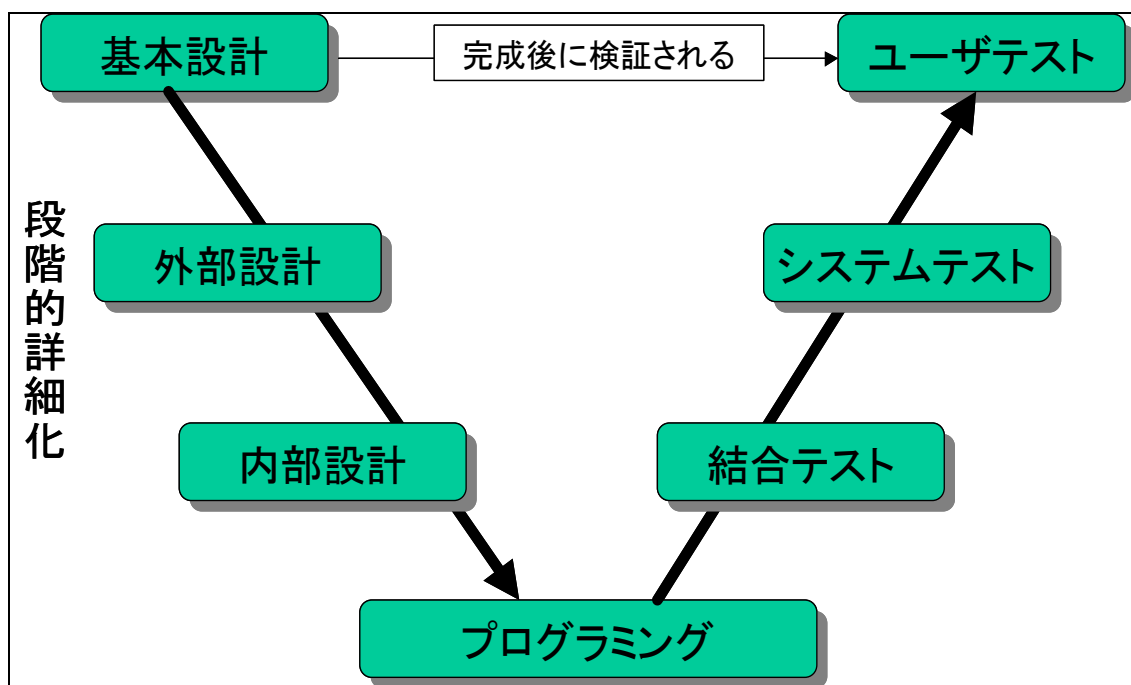 基本設計
完成後に検証される
ユーザテスト
段階的詳細化
外部設計
システムテスト
内部設計
結合テスト
プログラミング